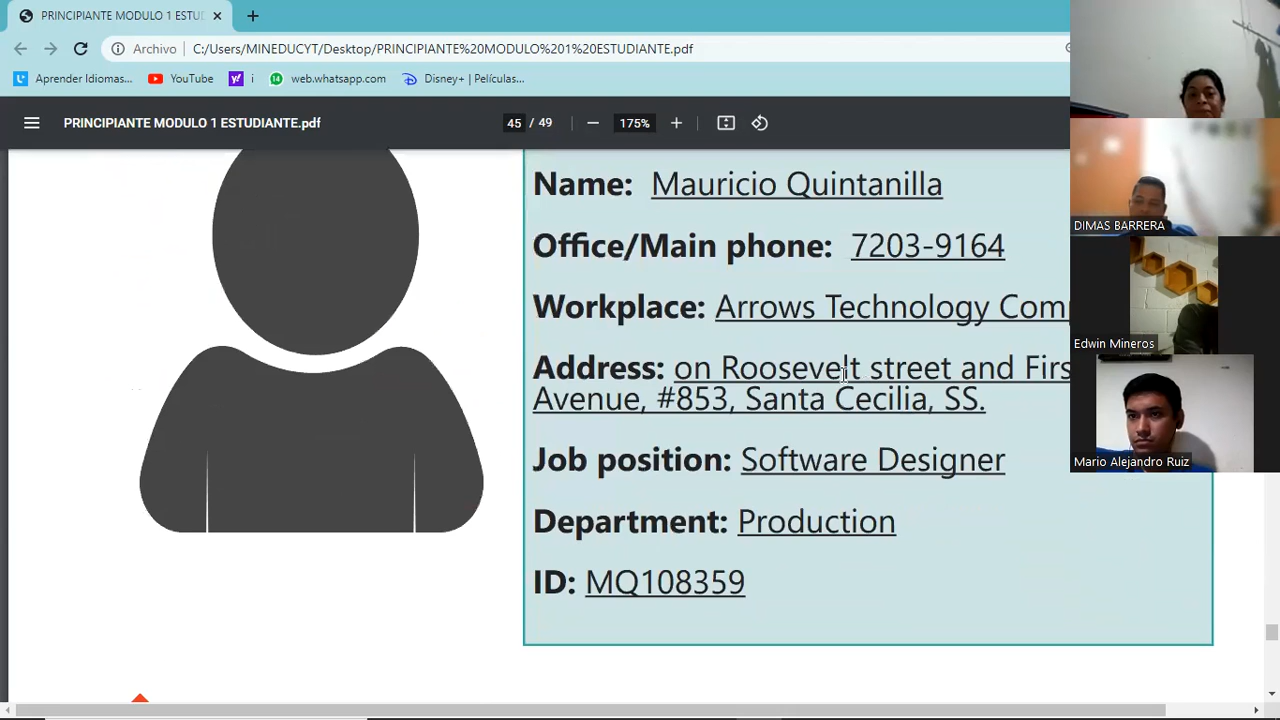 PRINCIPIANTE MODULO 1 ESTU
Archivo
C:/Users/MINEDUCYT/Desktop/PRINCIPIANTE%20MODULO%201%20ESTUDIANTE.pdf
Aprender Idiomas...
YouTube
i
web.whatsapp.com
Disney+ | Películas...
PRINCIPIANTE MODULO 1 ESTUDIANTE.pdf
45 / 49
175%
Name: Mauricio Quintanilla
Office/Main phone: 7203-9164
Workplace: Arrows Technology Comp
Address: on Roosevelt street and Firs
Avenue, #853, Santa Cecilia, SS.
Job position: Software Designer
Department: Production
ID: MQ108359
DIMAS BARRERA
Edwin Mineros
Mario Alejandro Ruiz